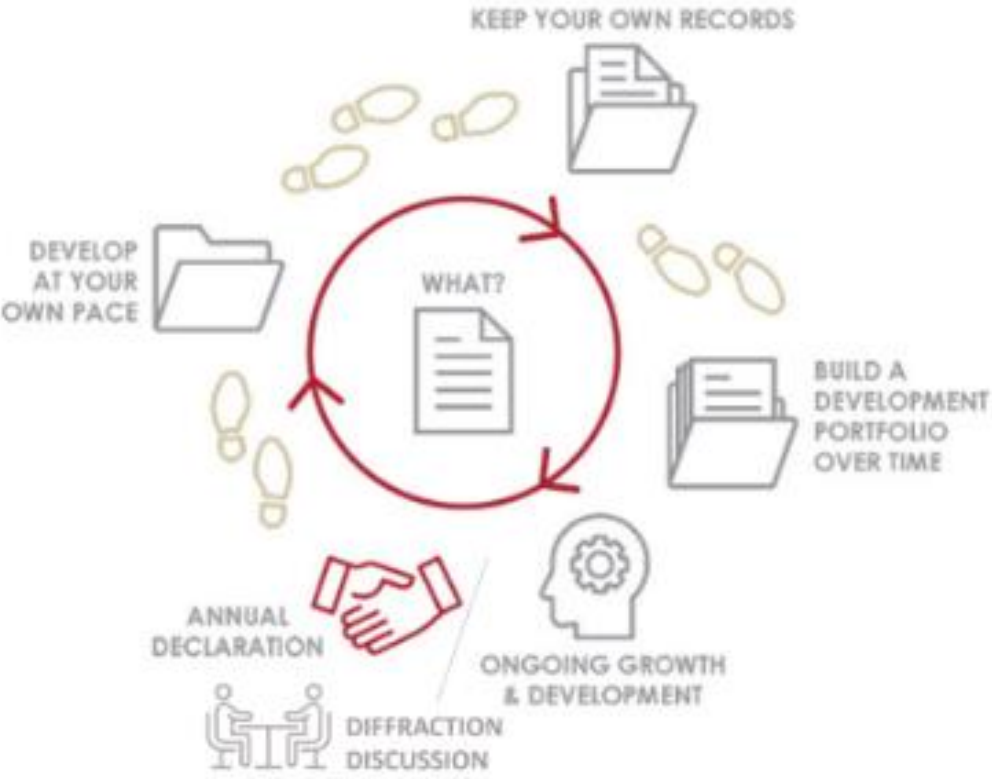 KEEP YOUR OWN RECORDS
DEVELOP
AT YOUR
OWN PACE
WHAT?
BUILD A
DEVELOPMENT
PORTFOLIO
OVER TIME
ANNUAL
DECLARATION
ONGOING GROWTH
& DEVELOPMENT
DIFFRACTION
DISCUSSION